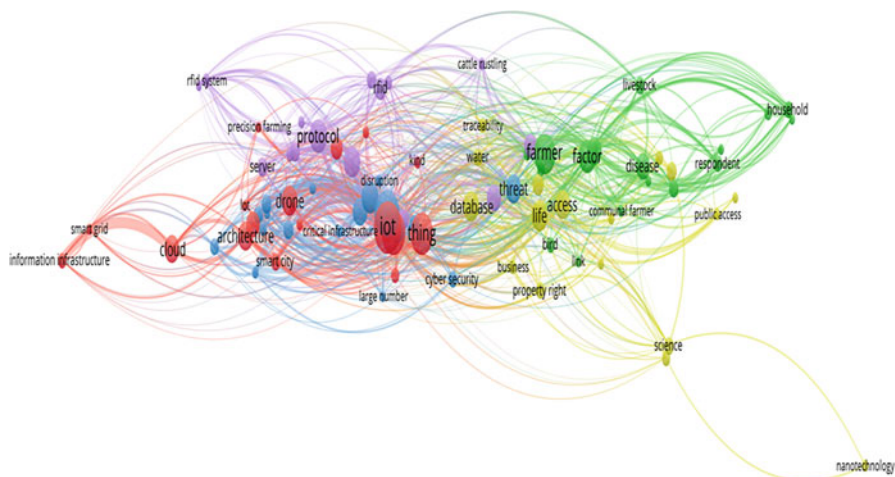 cattle rustling
rfid system
rfid
livestock
household
precision farming
traceability
protocol
server
kind
water
farmer
factor
disease
respondent
disruption
threat
lot
drone
database
access
life
communal farmer
public access
smart grid
critical infrastructure
iot
thing
architecture
cloud
bird
information infrastructure
smart city
business
link
cyber security
large number
property right
science
nanotechnology